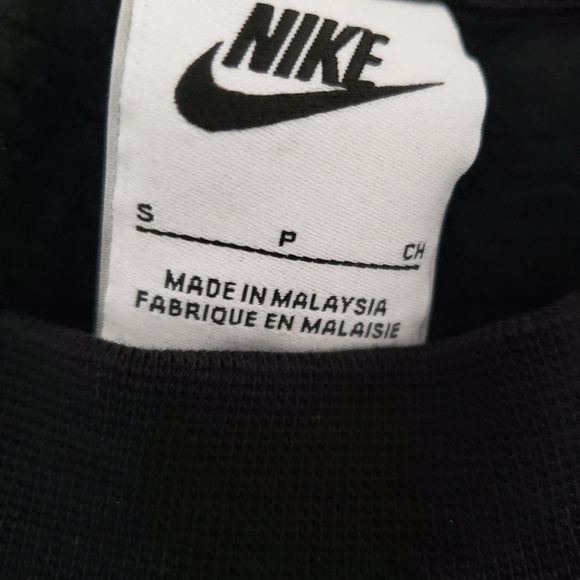 NIKE
S P CH
MADE IN MALAYSIA
FABRIQUE EN MALAISIE